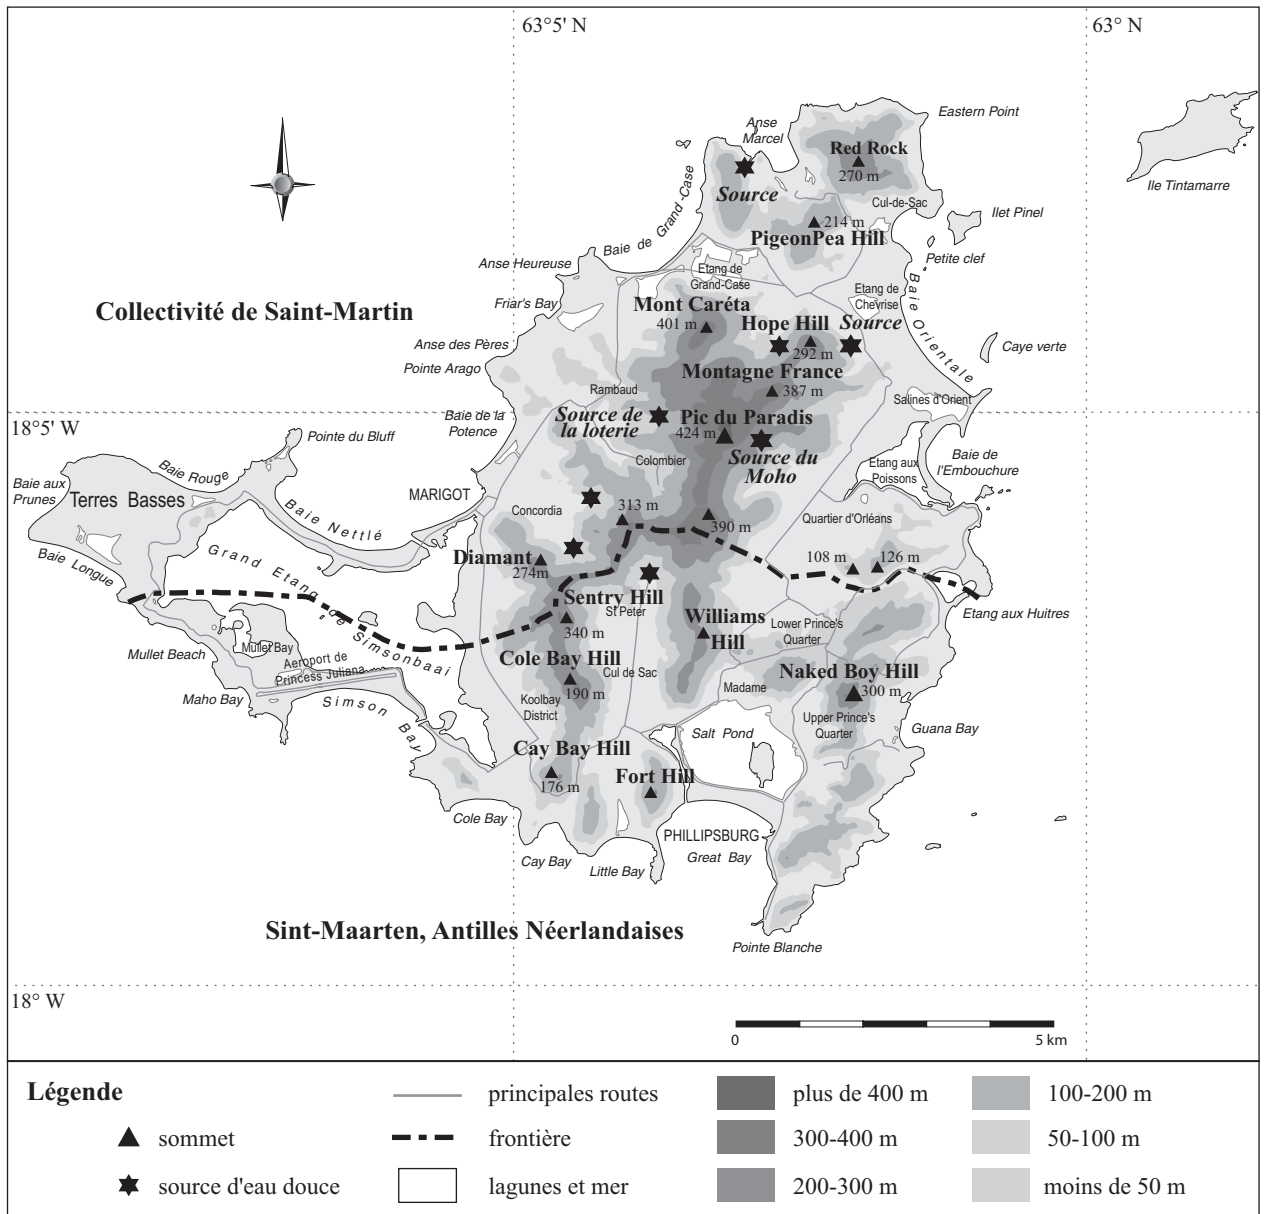 63°5' N
63° N
Eastern Point
Anse
Marcel
Red Rock
270 m
Ile Tintamarre
Source
Cul-de-Sac
Ilet Pinel
214 m
PigeonPea Hill
Baie de Grand-Case
Petite clef
Anse Heureuse
Etang de
Grand-Case
Etang de
Chevrise
Baie Orientale
Friar's Bay
Collectivité de Saint-Martin
Mont Caréta
401 m
Hope Hill
Source
292 m
Anse des Pères
Caye verte
Pointe Arago
Montagne France
387 m
Rambaud
Salines d'Orient
18°5' W
Baie de la
Potence
Source de
la loterie
Pic du Paradis
424 m
Pointe du Bluff
Colombier
Source du
Moho
Etang aux
Poissons
Baie de
l'Embouchure
Baie Rouge
Baie aux
Prunes
Terres Basses
MARIGOT
Baie Nettlé
Concordia
313 m
390 m
Quartier d'Orléans
Baie Longue
Grand Etang de Simsonbaai
Diamant
274m
108 m
126 m
Sentry Hill
St Peter
340 m
Etang aux Huitres
Williams
Hill
Lower Prince's
Quarter
Mullet Beach
Mullet Bay
Aeroport de
Princess Juliana
Cole Bay Hill
190 m
Cul de Sac
Naked Boy Hill
300 m
Madame
Maho Bay
Simson Bay
Koolbay
District
Upper Prince's
Quarter
Guana Bay
Salt Pond
Cay Bay Hill
176 m
Fort Hill
Cole Bay
PHILLIPSBURG
Great Bay
Cay Bay
Little Bay
Sint-Maarten, Antilles Néerlandaises
Pointe Blanche
18° W
0
5 km
Légende
principales routes
plus de 400 m
100-200 m
sommet
frontière
300-400 m
50-100 m
source d'eau douce
lagunes et mer
200-300 m
moins de 50 m